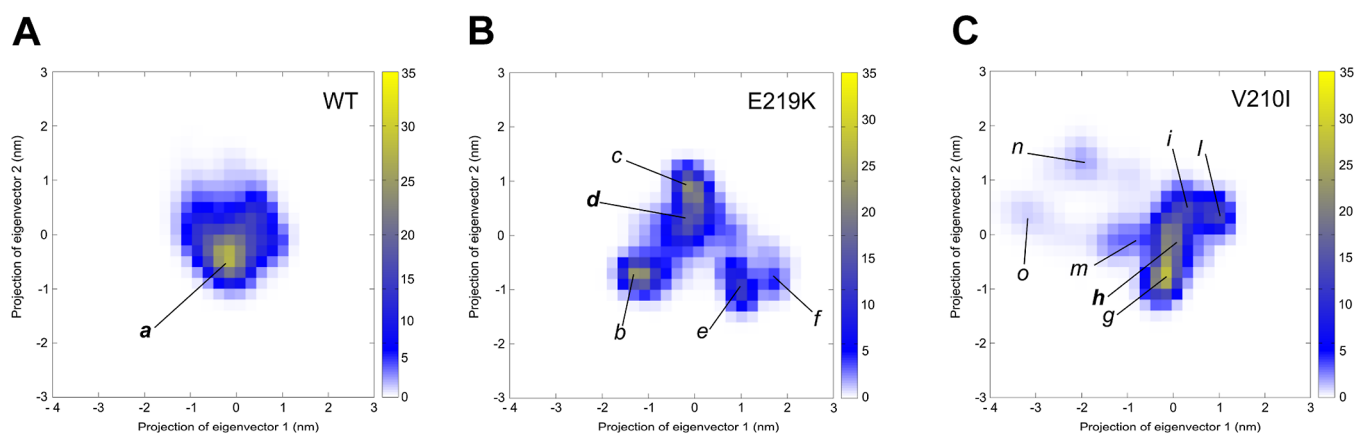 A
B
C
WT
E219K
V210I
3
2
1
0
-1
-2
-3
- 4
-3
-2
-1
0
1
2
3
Projection of eigenvector 2 (nm)
Projection of eigenvector 1 (nm)
35
30
25
20
15
10
5
0
a
3
2
1
0
-1
-2
-3
-4
-3
-2
-1
0
1
2
3
Projection of eigenvector 2 (nm)
Projection of eigenvector 1 (nm)
35
30
25
20
15
10
5
0
c
d
b
e
f
3
2
1
0
-1
-2
-3
-4
-3
-2
-1
0
1
2
3
Projection of eigenvector 2 (nm)
Projection of eigenvector 1 (nm)
35
30
25
20
15
10
5
0
n
i
l
o
m
h
g